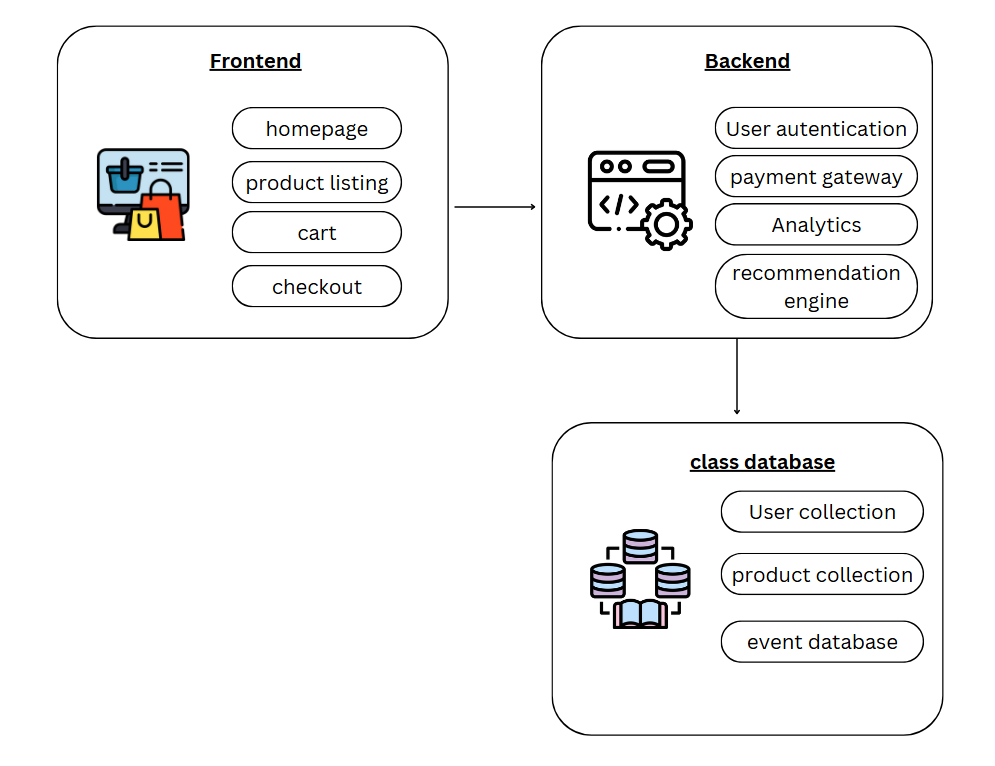 Frontend
homepage
product listing
cart
checkout
Backend
User autentication
payment gateway
Analytics
recommendation
engine
class database
User collection
product collection
event database